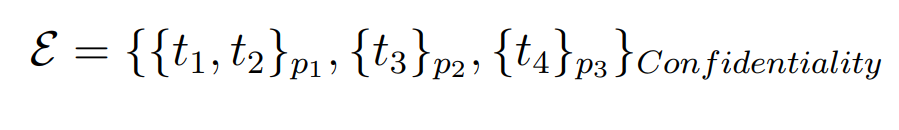 ℰ = {{t₁, t₂}ₚ₁, {t₃}ₚ₂, {t₄}ₚ₃}Confidentiality